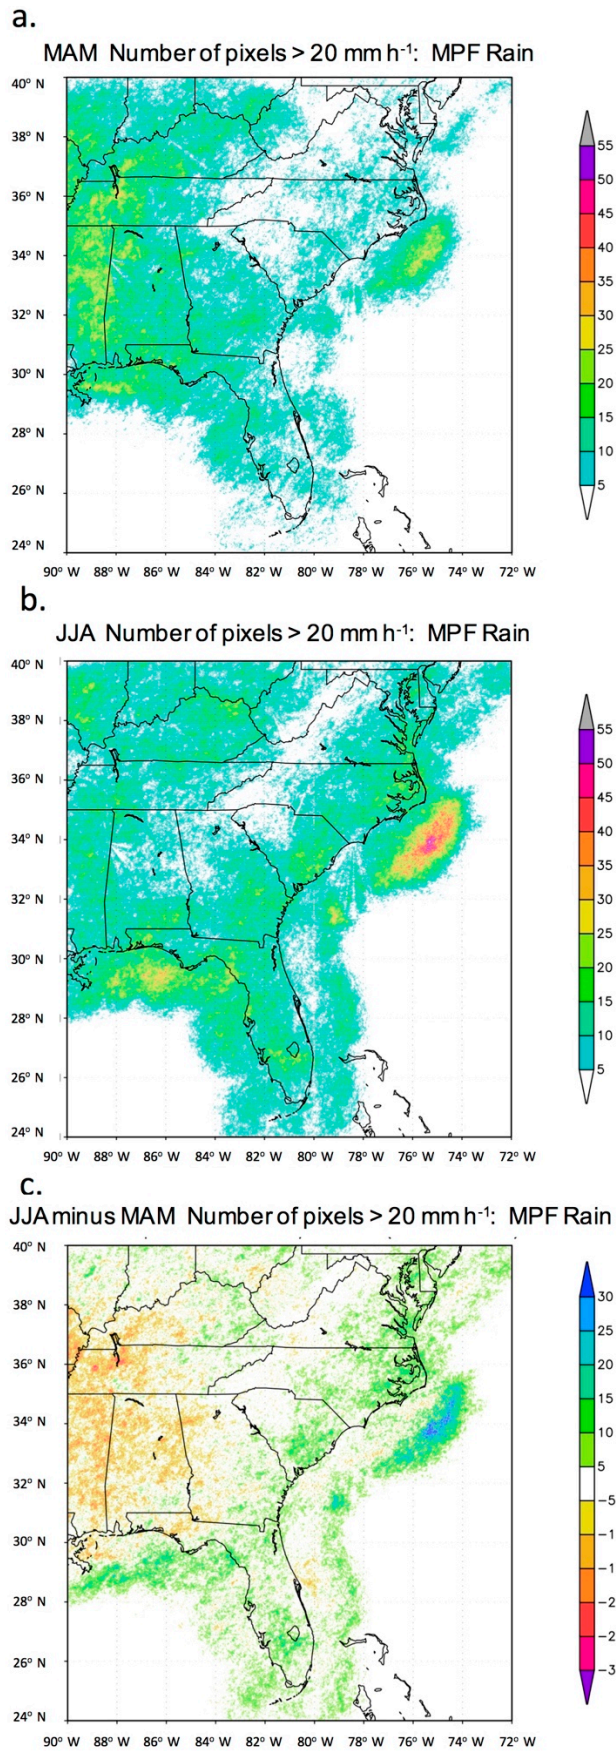 a.
MAM Number of pixels > 20 mm h⁻¹: MPF Rain
40° N
38° N
36° N
34° N
32° N
30° N
28° N
26° N
24° N
90° W 88° W 86° W 84° W 82° W 80° W 78° W 76° W 74° W 72° W
55
50
45
40
35
30
25
20
15
10
5
b.
JJA Number of pixels > 20 mm h⁻¹: MPF Rain
40° N
38° N
36° N
34° N
32° N
30° N
28° N
26° N
24° N
90° W 88° W 86° W 84° W 82° W 80° W 78° W 76° W 74° W 72° W
55
50
45
40
35
30
25
20
15
10
5
c.
JJA minus MAM Number of pixels > 20 mm h⁻¹: MPF Rain
40° N
38° N
36° N
34° N
32° N
30° N
28° N
26° N
24° N
90° W 88° W 86° W 84° W 82° W 80° W 78° W 76° W 74° W 72° W
30
25
20
15
10
5
−5
−1
−1
−2
−2
−3